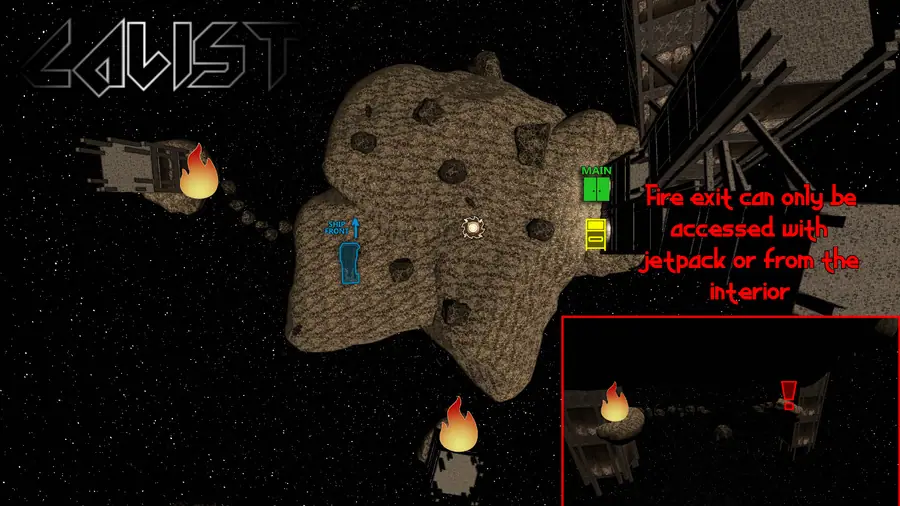 CALIST
MAIN
SHIP
FRONT
Fire exit can only be
accessed with
jetpack or from the
interior